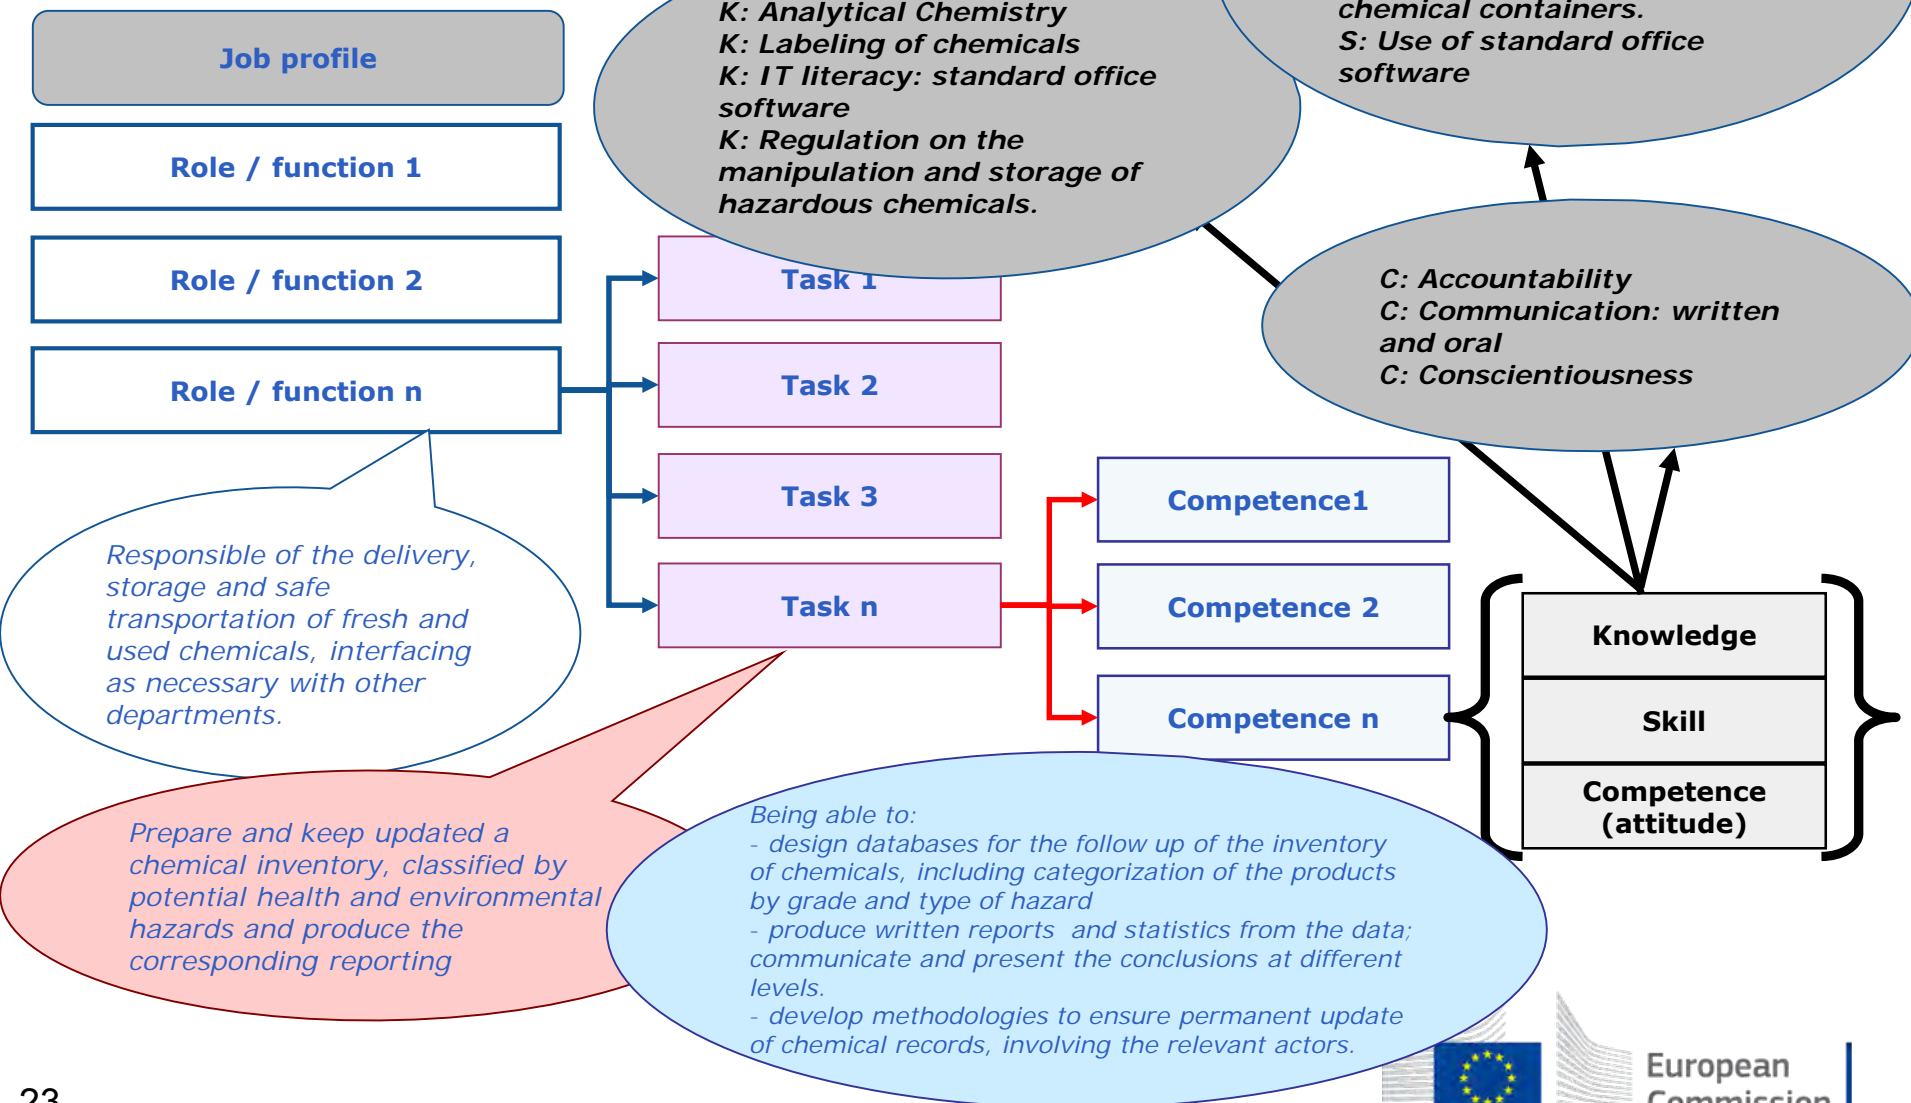 K: Analytical Chemistry
K: Labeling of chemicals
K: IT literacy: standard office
software
K: Regulation on the
manipulation and storage of
hazardous chemicals.
chemical containers.
S: Use of standard office
software
Job profile
Role / function 1
Role / function 2
Role / function n
Task 1
Task 2
Task 3
Task n
C: Accountability
C: Communication: written
and oral
C: Conscientiousness
Competence1
Competence 2
Competence n
Knowledge
Skill
Competence
(attitude)
Responsible of the delivery,
storage and safe
transportation of fresh and
used chemicals, interfacing
as necessary with other
departments.
Prepare and keep updated a
chemical inventory, classified by
potential health and environmental
hazards and produce the
corresponding reporting
Being able to:
- design databases for the follow up of the inventory
of chemicals, including categorization of the products
by grade and type of hazard
- produce written reports and statistics from the data;
communicate and present the conclusions at different
levels.
- develop methodologies to ensure permanent update
of chemical records, involving the relevant actors.
23
European
Commission